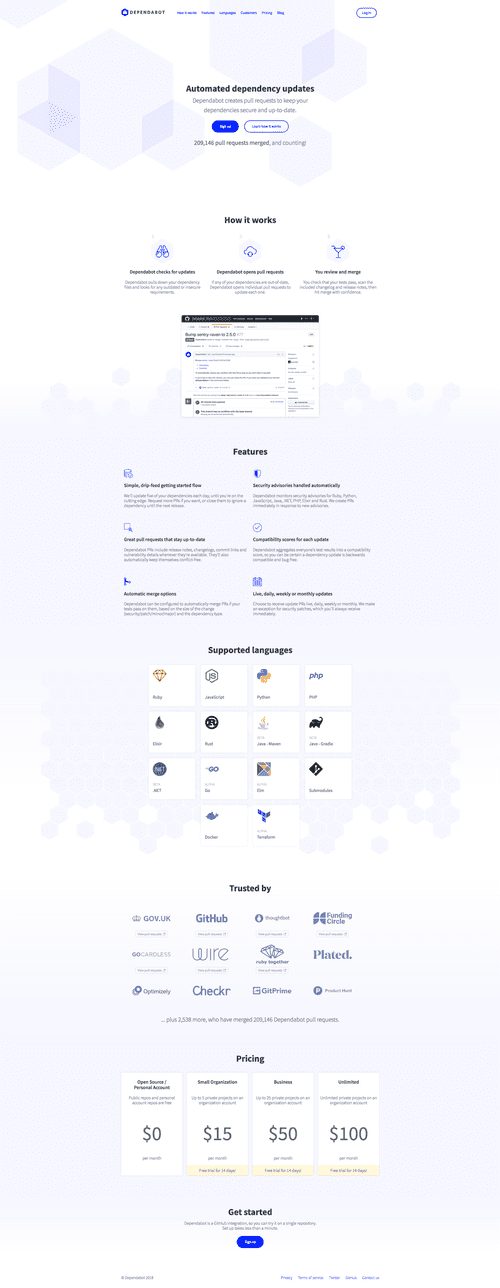 DEPENDABOT
How it works Features Languages Customers Pricing Blog
Log in
Automated dependency updates
Dependabot creates pull requests to keep your
dependencies secure and up-to-date.
Sign up Learn how it works
209,146 pull requests merged, and counting!
How it works
Dependabot checks for updates
Dependabot pulls down your dependency
files and looks for any outdated or insecure
requirements.
Dependabot opens pull requests
If any of your dependencies are out-of-date,
Dependabot opens individual pull requests to
update each one.
You review and merge
You check that your tests pass, scan the
included changelog and release notes, then
hit merge with confidence.
Bump sentry-raven to 2.5.0
Features
Simple, drip-feed getting started flow
We'll update five of your dependencies each day, until you're on the
cutting edge. Request more PRs if you want, or close them to ignore a
dependency until the next release.
Security advisories handled automatically
Dependabot monitors security advisories for Ruby, Python,
JavaScript, Java, .NET, PHP, Elixir and Rust. We create PRs
immediately in response to new advisories.
Great pull requests that stay up-to-date
Dependabot PRs include release notes, changelogs, commit links and
vulnerability details whenever they're available. They'll also
automatically keep themselves conflict-free.
Compatibility scores for each update
Dependabot aggregates everyone's test results into a compatibility
score, so you can be certain a dependency update is backwards
compatible and bug-free.
Automatic merge options
Dependabot can be configured to automatically merge PRs if your
tests pass on them, based on the size of the change
(security/patch/minor/major) and the dependency type.
Live, daily, weekly or monthly updates
Choose to receive update PRs live, daily, weekly or monthly. We make
an exception for security patches, which you'll always receive
immediately.
Supported languages
Ruby
JS
JavaScript
Python
php
PHP
Elixir
Rust
BETA
Java - Maven
BETA
Java - Gradle
.NET
BETA
.NET
GO
ALPHA
Go
ALPHA
Elm
Submodules
Docker
ALPHA
Terraform
Trusted by
GOV.UK
View pull requests
GitHub
View pull requests
thoughtbot
View pull requests
Funding
Circle
View pull requests
GOCARDLESS
View pull requests
wire
View pull requests
ruby together
View pull requests
Plated.
Optimizely
Checkr
GitPrime
Product Hunt
... plus 2,538 more, who have merged 209,146 Dependabot pull requests.
Pricing
Open Source /
Personal Account
Public repos and personal
account repos are free
$0
per month
Small Organization
Up to 5 private projects on an
organization account
$15
per month
Free trial for 14 days!
Business
Up to 20 private projects on an
organization account
$50
per month
Free trial for 14 days!
Unlimited
Unlimited private projects on an
organization account
$100
per month
Free trial for 14 days!
Get started
Dependabot is a GitHub integration, so you can try it on a single repository.
Set up takes less than a minute.
Sign up
© Dependabot 2018
Privacy Terms of service Twitter GitHub Contact us